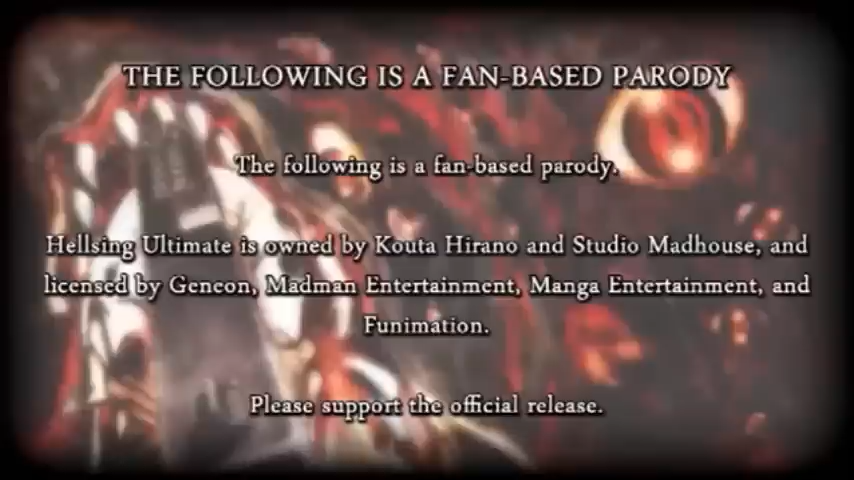 THE FOLLOWING IS A FAN-BASED PARODY
The following is a fan-based parody.
Hellsing Ultimate is owned by Kouta Hirano and Studio Madhouse, and
licensed by Geneon, Madman Entertainment, Manga Entertainment, and
Funimation.
Please support the official release.